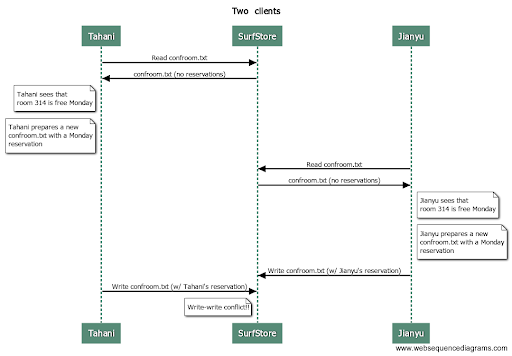 Two clients
Tahani
SurfStore
Jianyu
Read confroom.txt
confroom.txt (no reservations)
Tahani sees that
room 314 is free Monday
Tahani prepares a new
confroom.txt with a Monday
reservation
Read confroom.txt
confroom.txt (no reservations)
Jianyu sees that
room 314 is free Monday
Jianyu prepares a new
confroom.txt with a Monday
reservation
Write confroom.txt (w/ Jianyu's reservation)
Write confroom.txt (w/ Tahani's reservation)
Write-write conflict!!
Tahani
SurfStore
Jianyu
www.websequencediagrams.com